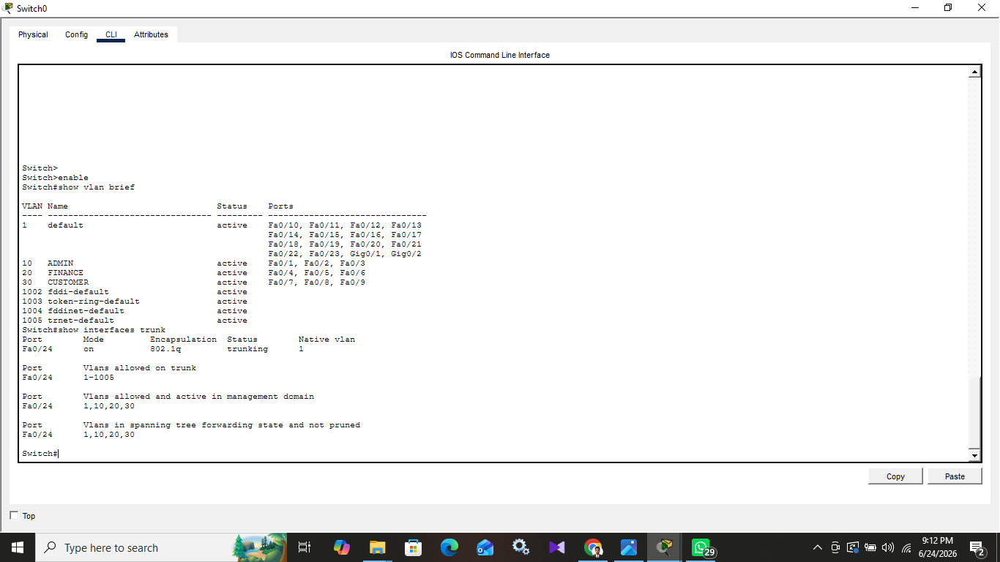 Switch0
Physical Config CLI Attributes
IOS Command Line Interface
Switch>
Switch>enable
Switch#show vlan brief
VLAN Name                             Status    Ports
---- -------------------------------- --------- -------------------------------
1    default                          active    Fa0/10, Fa0/11, Fa0/12, Fa0/13
                                                Fa0/14, Fa0/15, Fa0/16, Fa0/17
                                                Fa0/18, Fa0/19, Fa0/20, Fa0/21
                                                Fa0/22, Fa0/23, Gig0/1, Gig0/2
10   ADMIN                            active    Fa0/1, Fa0/2, Fa0/3
20   FINANCE                          active    Fa0/4, Fa0/5, Fa0/6
30   CUSTOMER                         active    Fa0/7, Fa0/8, Fa0/9
1002 fddi-default                     active
1003 token-ring-default               active
1004 fddinet-default                  active
1005 trnet-default                    active
Switch#show interfaces trunk
Port        Mode       Encapsulation  Status        Native vlan
Fa0/24      on         802.1q         trunking      1
Port        Vlans allowed on trunk
Fa0/24      1-1005
Port        Vlans allowed and active in management domain
Fa0/24      1,10,20,30
Port        Vlans in spanning tree forwarding state and not pruned
Fa0/24      1,10,20,30
Switch#
Copy Paste
Top
Type here to search
29
9:12 PM
6/24/2026
2